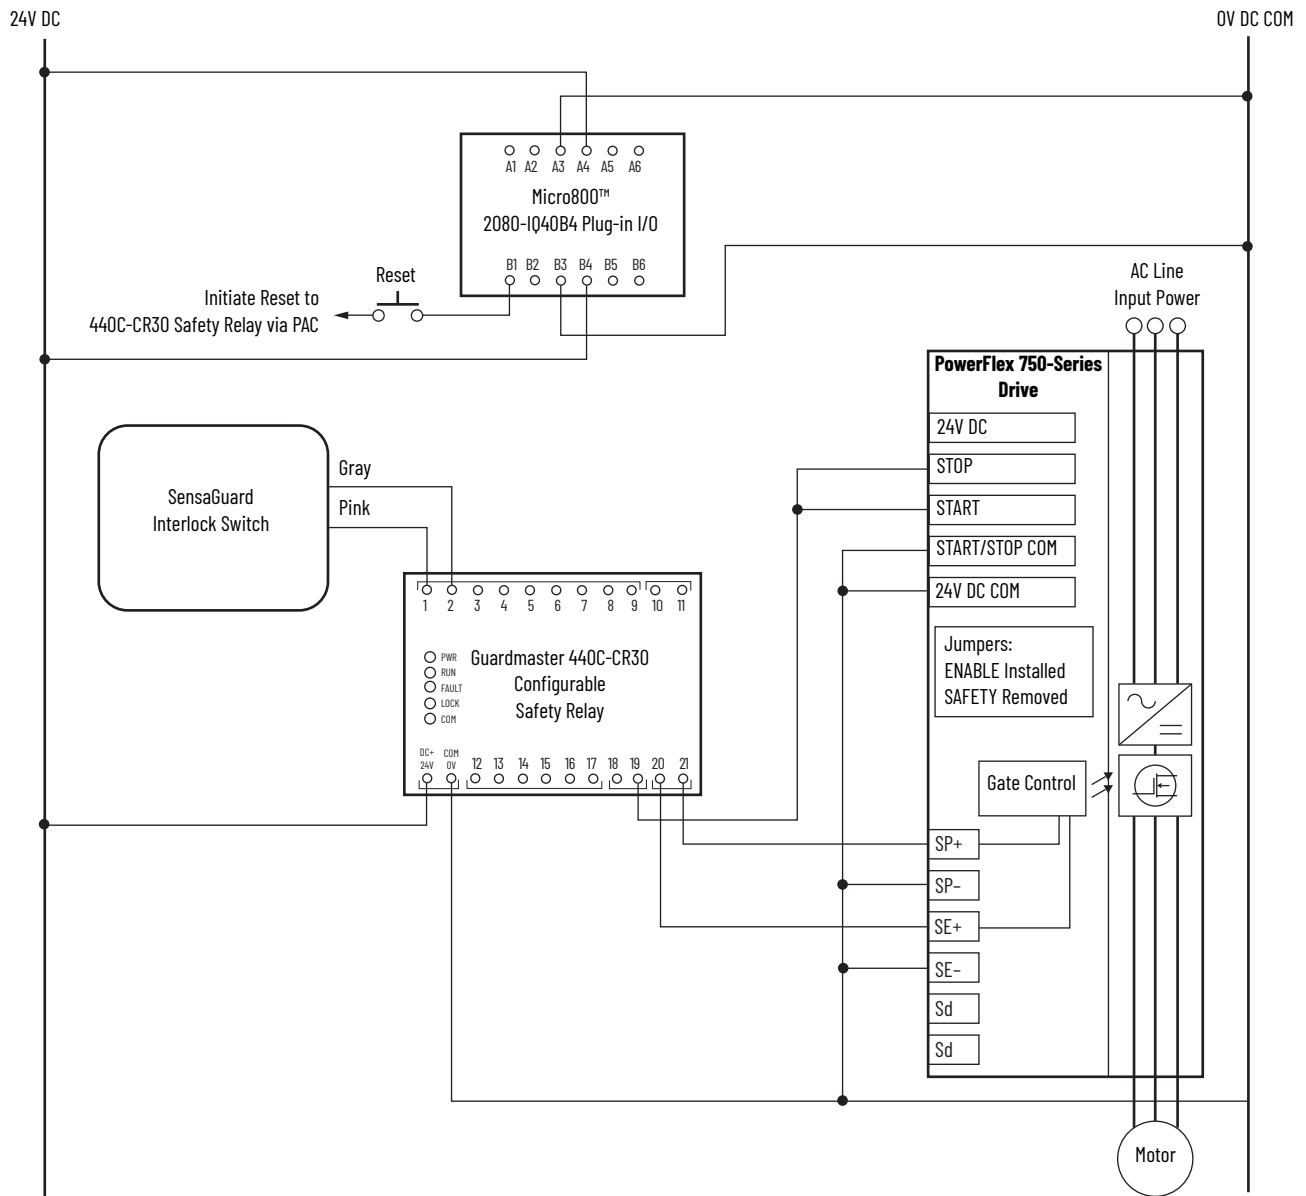 24V DC
0V DC COM
A1 A2 A3 A4 A5 A6
Micro800™
2080-IQ40B4 Plug-in I/O
B1 B2 B3 B4 B5 B6
Reset
Initiate Reset to
440C-CR30 Safety Relay via PAC
AC Line
Input Power
PowerFlex 750-Series
Drive
24V DC
STOP
START
START/STOP COM
24V DC COM
Jumpers:
ENABLE Installed
SAFETY Removed
Gate Control
SP+
SP–
SE+
SE–
Sd
Sd
Motor
SensaGuard
Interlock Switch
Gray
Pink
1 2 3 4 5 6 7 8 9 10 11
PWR
RUN
FAULT
LOCK
COM
Guardmaster 440C-CR30
Configurable
Safety Relay
DC+
24V
COM
0V
12 13 14 15 16 17 18 19 20 21